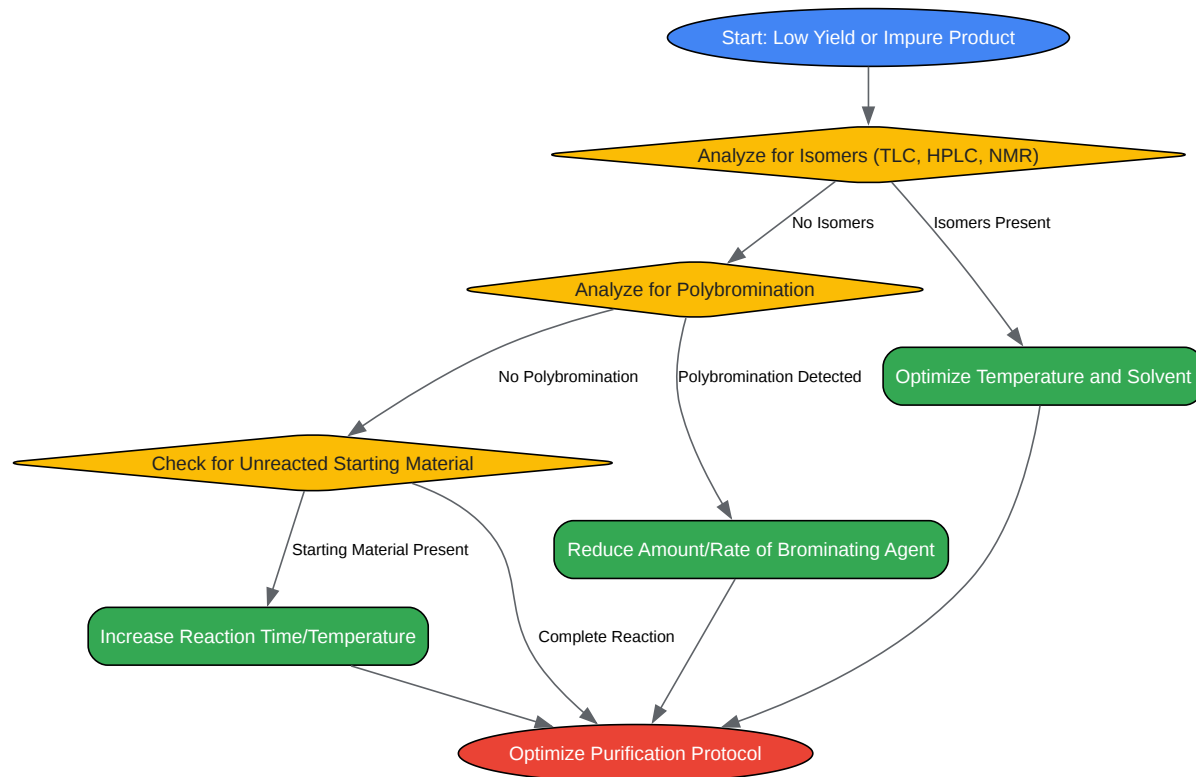 Start: Low Yield or Impure Product
Analyze for Isomers (TLC, HPLC, NMR)
No Isomers
Isomers Present
Analyze for Polybromination
No Polybromination
Polybromination Detected
Optimize Temperature and Solvent
Check for Unreacted Starting Material
Starting Material Present
Reduce Amount/Rate of Brominating Agent
Increase Reaction Time/Temperature
Complete Reaction
Optimize Purification Protocol